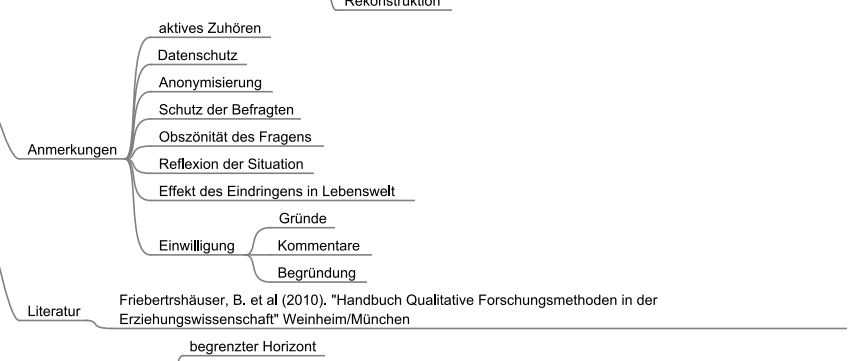 Rekonstruktion
aktives Zuhören
Datenschutz
Anonymisierung
Schutz der Befragten
Obszönität des Fragens
Anmerkungen
Reflexion der Situation
Effekt des Eindringens in Lebenswelt
Gründe
Einwilligung
Kommentare
Begründung
Friebertrshäuser, B. et al (2010). "Handbuch Qualitative Forschungsmethoden in der
Literatur
Erziehungswissenschaft" Weinheim/München
begrenzter Horizont